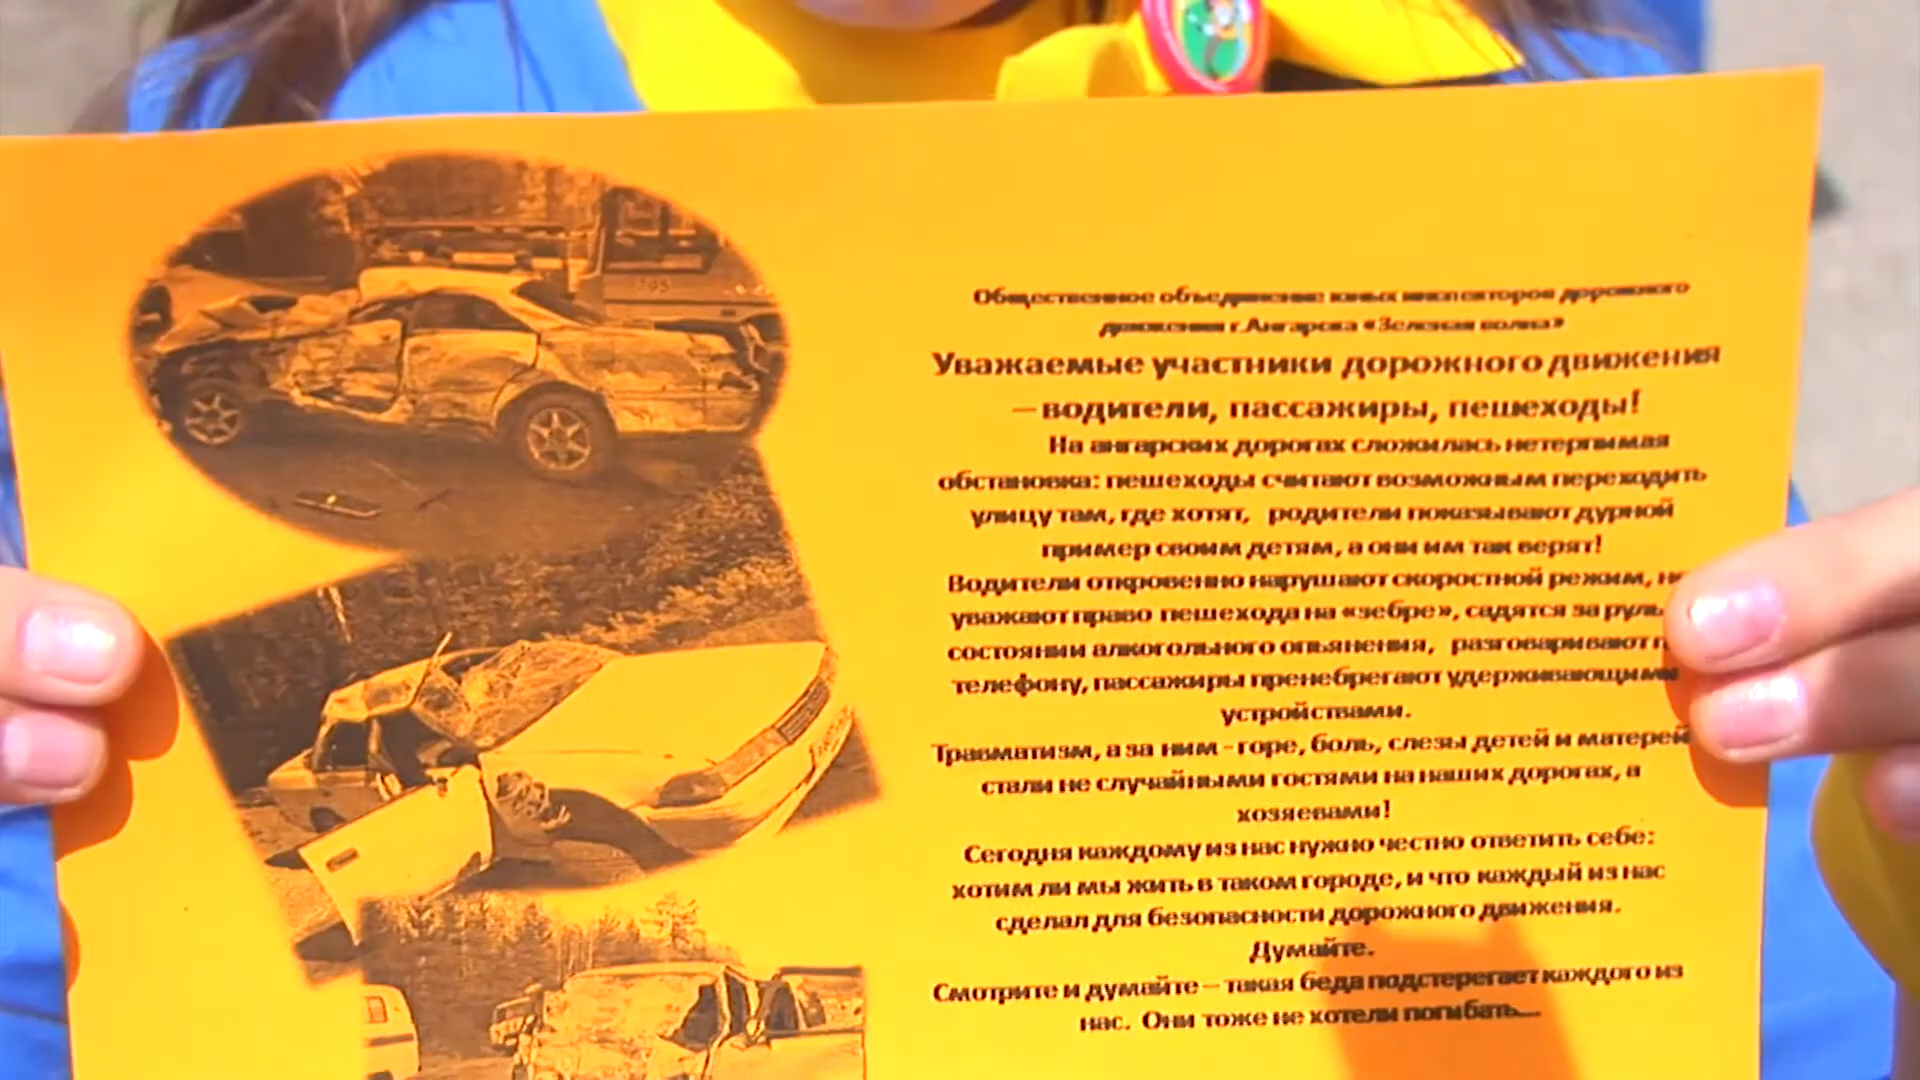 Общественное объединение юных инспекторов дорожного
движения г.Ангарска «Зеленая волна»
Уважаемые участники дорожного движения
– водители, пассажиры, пешеходы!
На ангарских дорогах сложилась нетерпимая
обстановка: пешеходы считают возможным переходить
улицу там, где хотят, родители показывают дурной
пример своим детям, а они им так верят!
Водители откровенно нарушают скоростной режим, не
уважают право пешехода на «зебре», садятся за руль
состоянии алкогольного опьянения, разговаривают
телефону, пассажиры пренебрегают удерживающими
устройствами.
Травматизм, а за ним - горе, боль, слезы детей и матерей
стали не случайными гостями на наших дорогах, а
хозяевами!
Сегодня каждому из нас нужно честно ответить себе:
хотим ли мы жить в таком городе, и что каждый из нас
сделал для безопасности дорожного движения.
Думайте.
Смотрите и думайте – такая беда подстерегает каждого из
нас. Они тоже не хотели погибать...